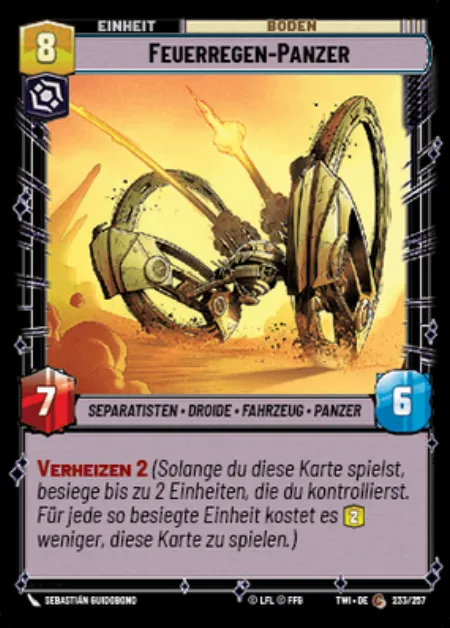 8
EINHEIT
BODEN
FEUERREGEN-PANZER
7
SEPARATISTEN • DROIDE • FAHRZEUG • PANZER
6
VERHEIZEN 2 (Solange du diese Karte spielst,
besiege bis zu 2 Einheiten, die du kontrollierst.
Für jede so besiegte Einheit kostet es 2
weniger, diese Karte zu spielen.)
SEBASTIÁN GUIDOBONO
© LFL © FFG
TWI • DE C 233/257